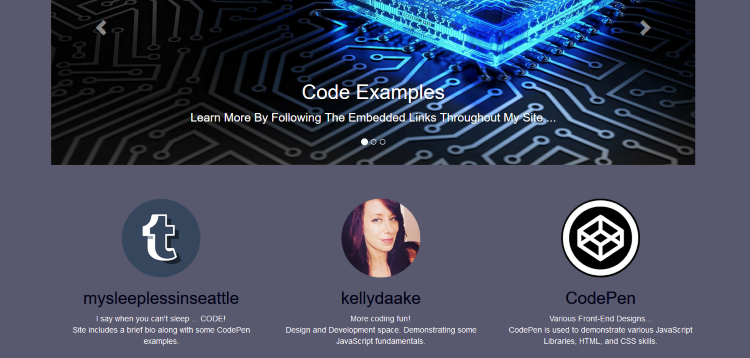 Code Examples
Learn More By Following The Embedded Links Throughout My Site....
t
mysleeplessinseattle
kellydaake
CodePen
I say when you can't sleep ... CODE!
Site includes a brief bio along with some CodePen
examples.
More coding fun!
Design and Development space. Demonstrating some
JavaScript fundamentals.
Various Front-End Designs...
CodePen is used to demonstrate various JavaScript
Libraries, HTML, and CSS skills.